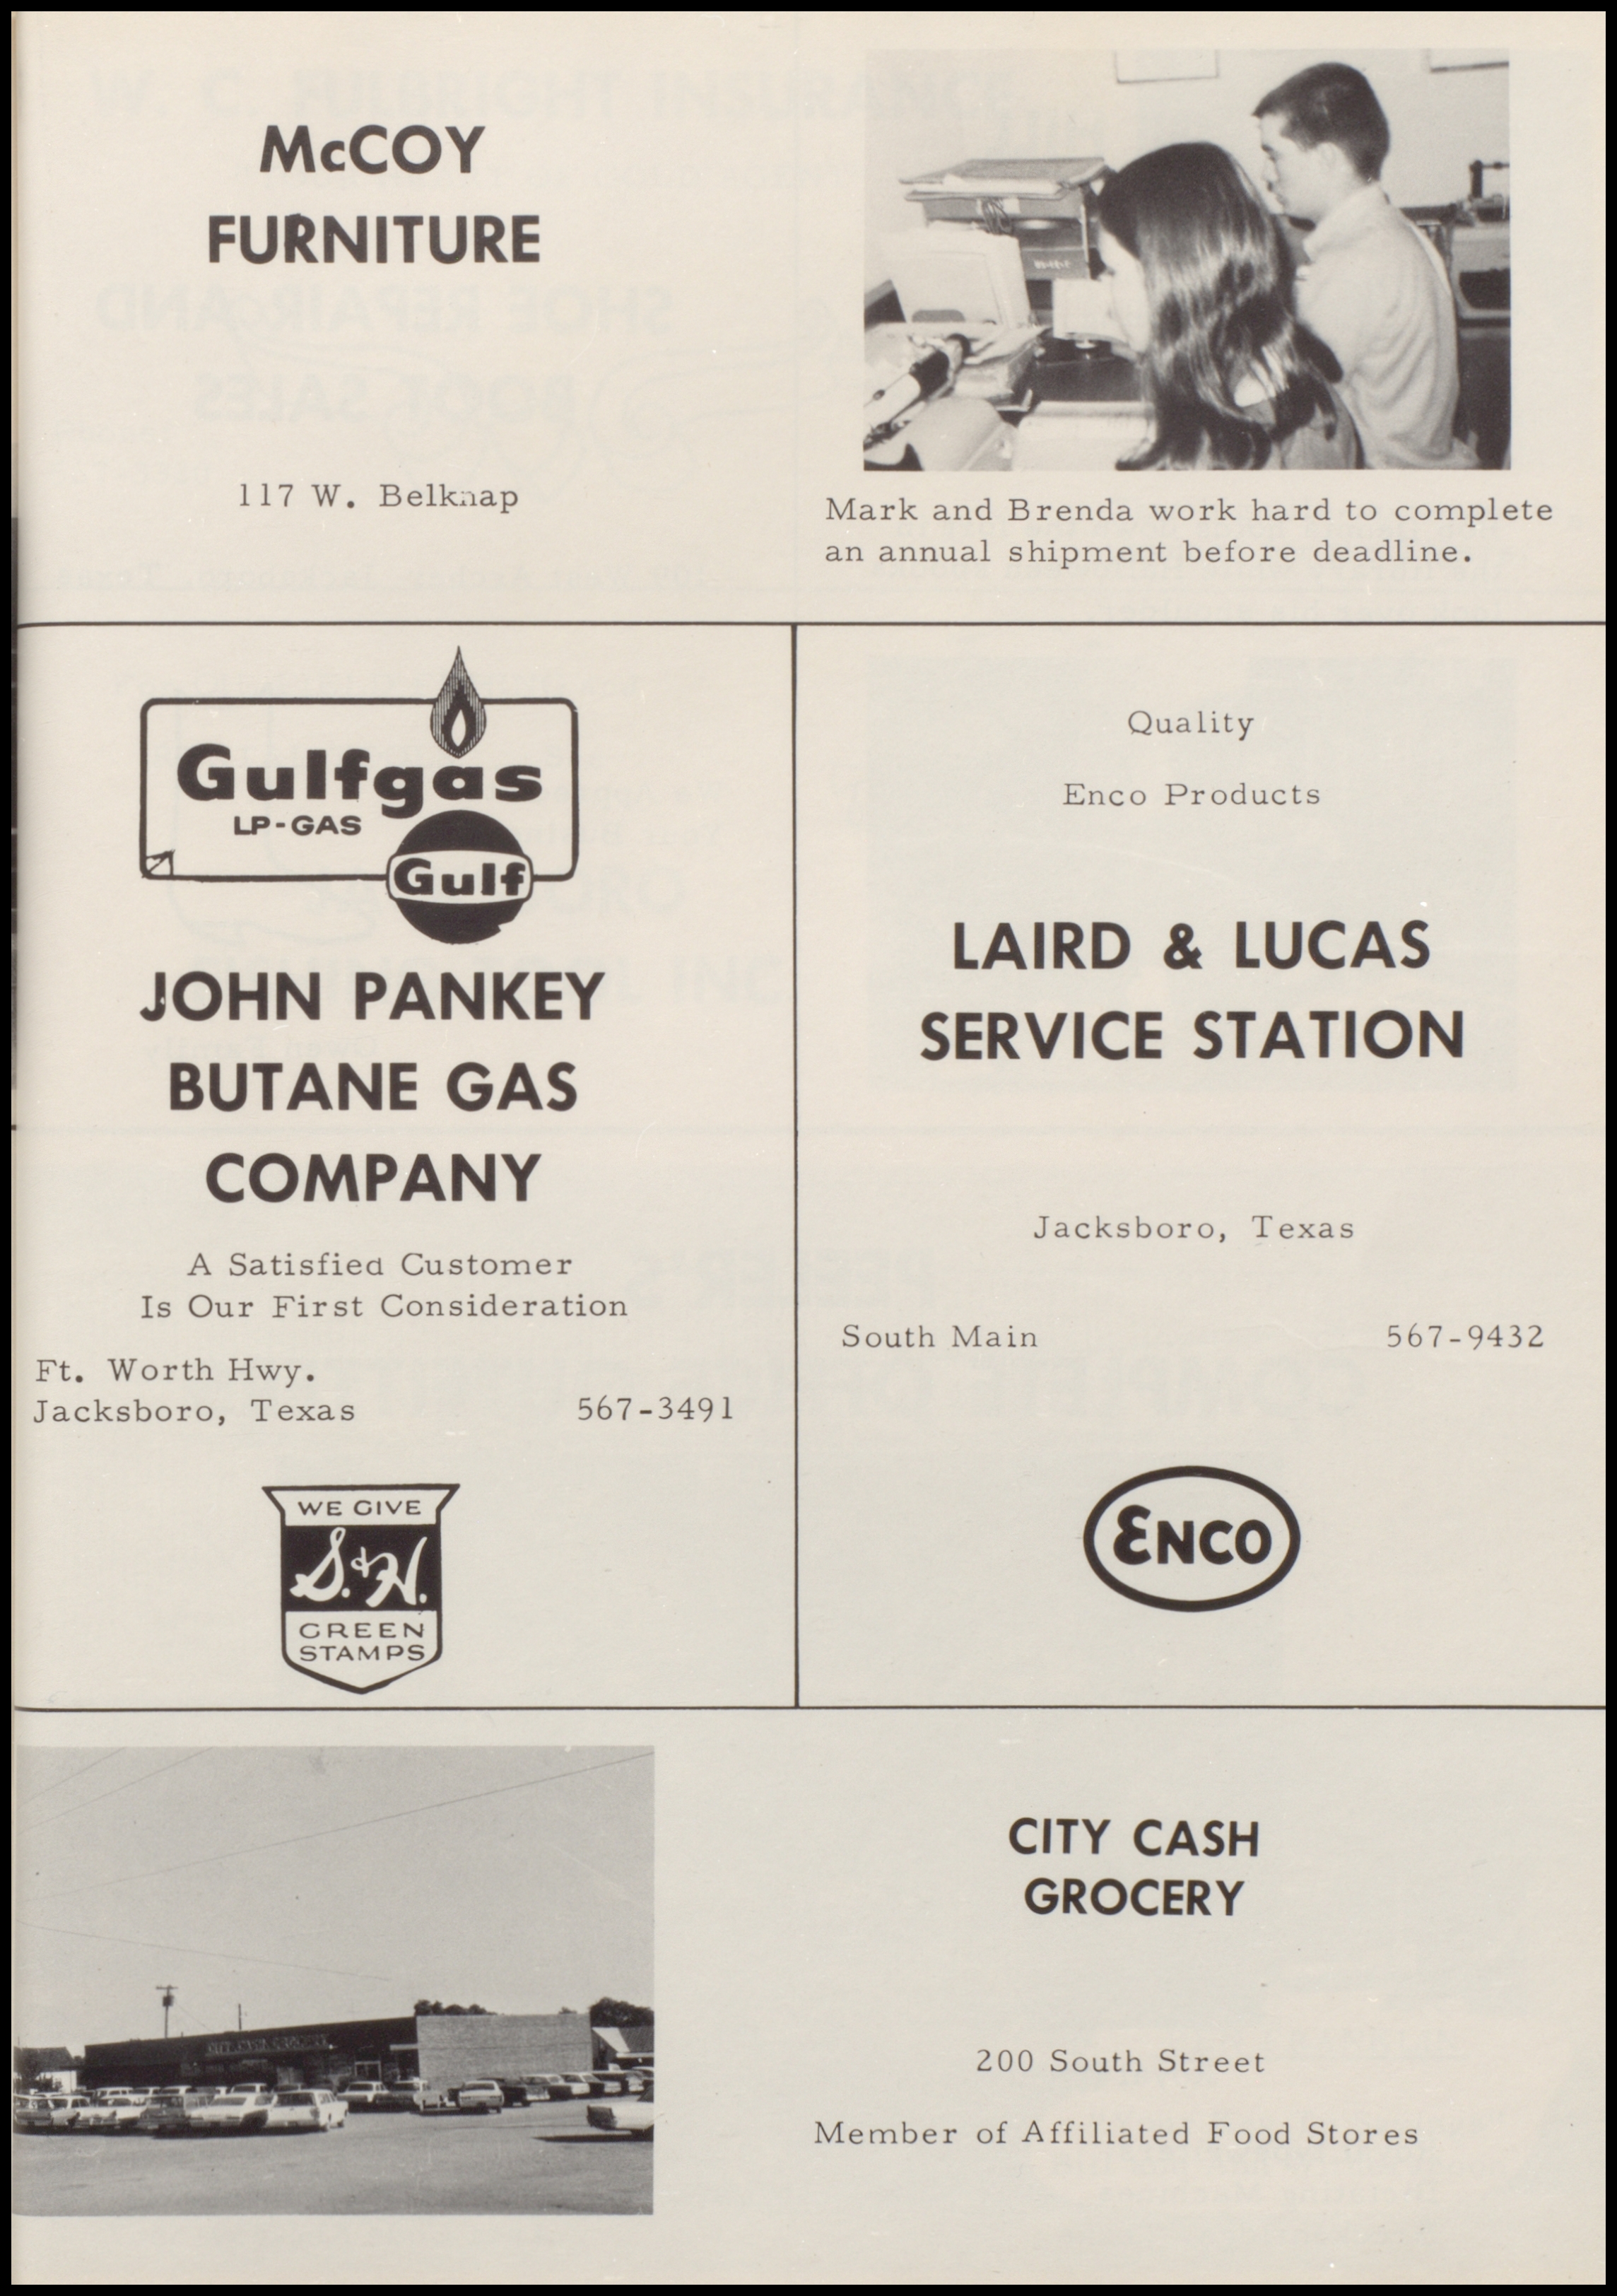 McCOY
FURNITURE
117 W. Belknap
Mark and Brenda work hard to complete
an annual shipment before deadline.
Gulfgas
LP-GAS
Gulf
JOHN PANKEY
BUTANE GAS
COMPANY
A Satisfied Customer
Is Our First Consideration
Ft. Worth Hwy.
Jacksboro, Texas 567-3491
WE GIVE
S.&H.
GREEN
STAMPS
Quality
Enco Products
LAIRD & LUCAS
SERVICE STATION
Jacksboro, Texas
South Main 567-9432
ENCO
CITY CASH GROCERY
CITY CASH
GROCERY
200 South Street
Member of Affiliated Food Stores